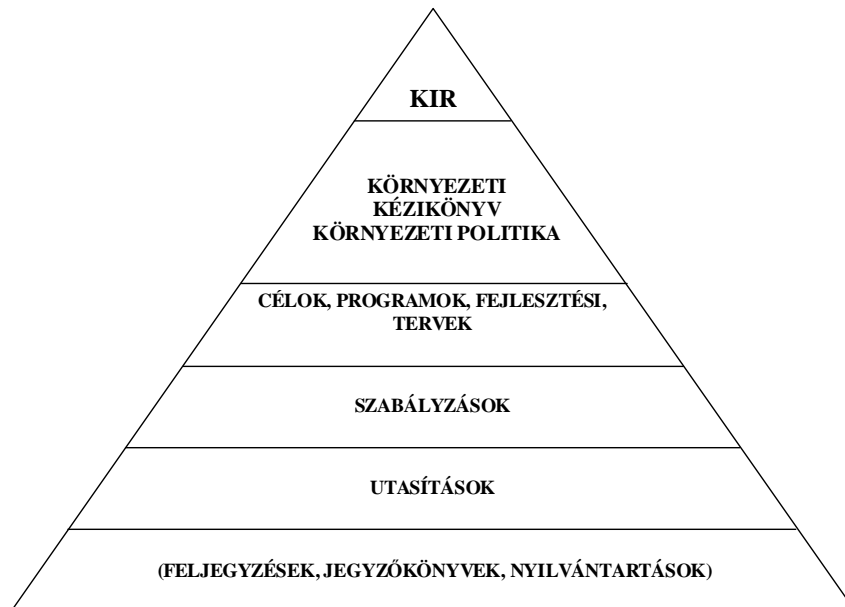 KIR
KÖRNYEZETI
KÉZIKÖNYV
KÖRNYEZETI POLITIKA
CÉLOK, PROGRAMOK, FEJLESZTÉSI,
TERVEK
SZABÁLYZÁSOK
UTASÍTÁSOK
(FELJEGYZÉSEK, JEGYZŐKÖNYVEK, NYILVÁNTARTÁSOK)